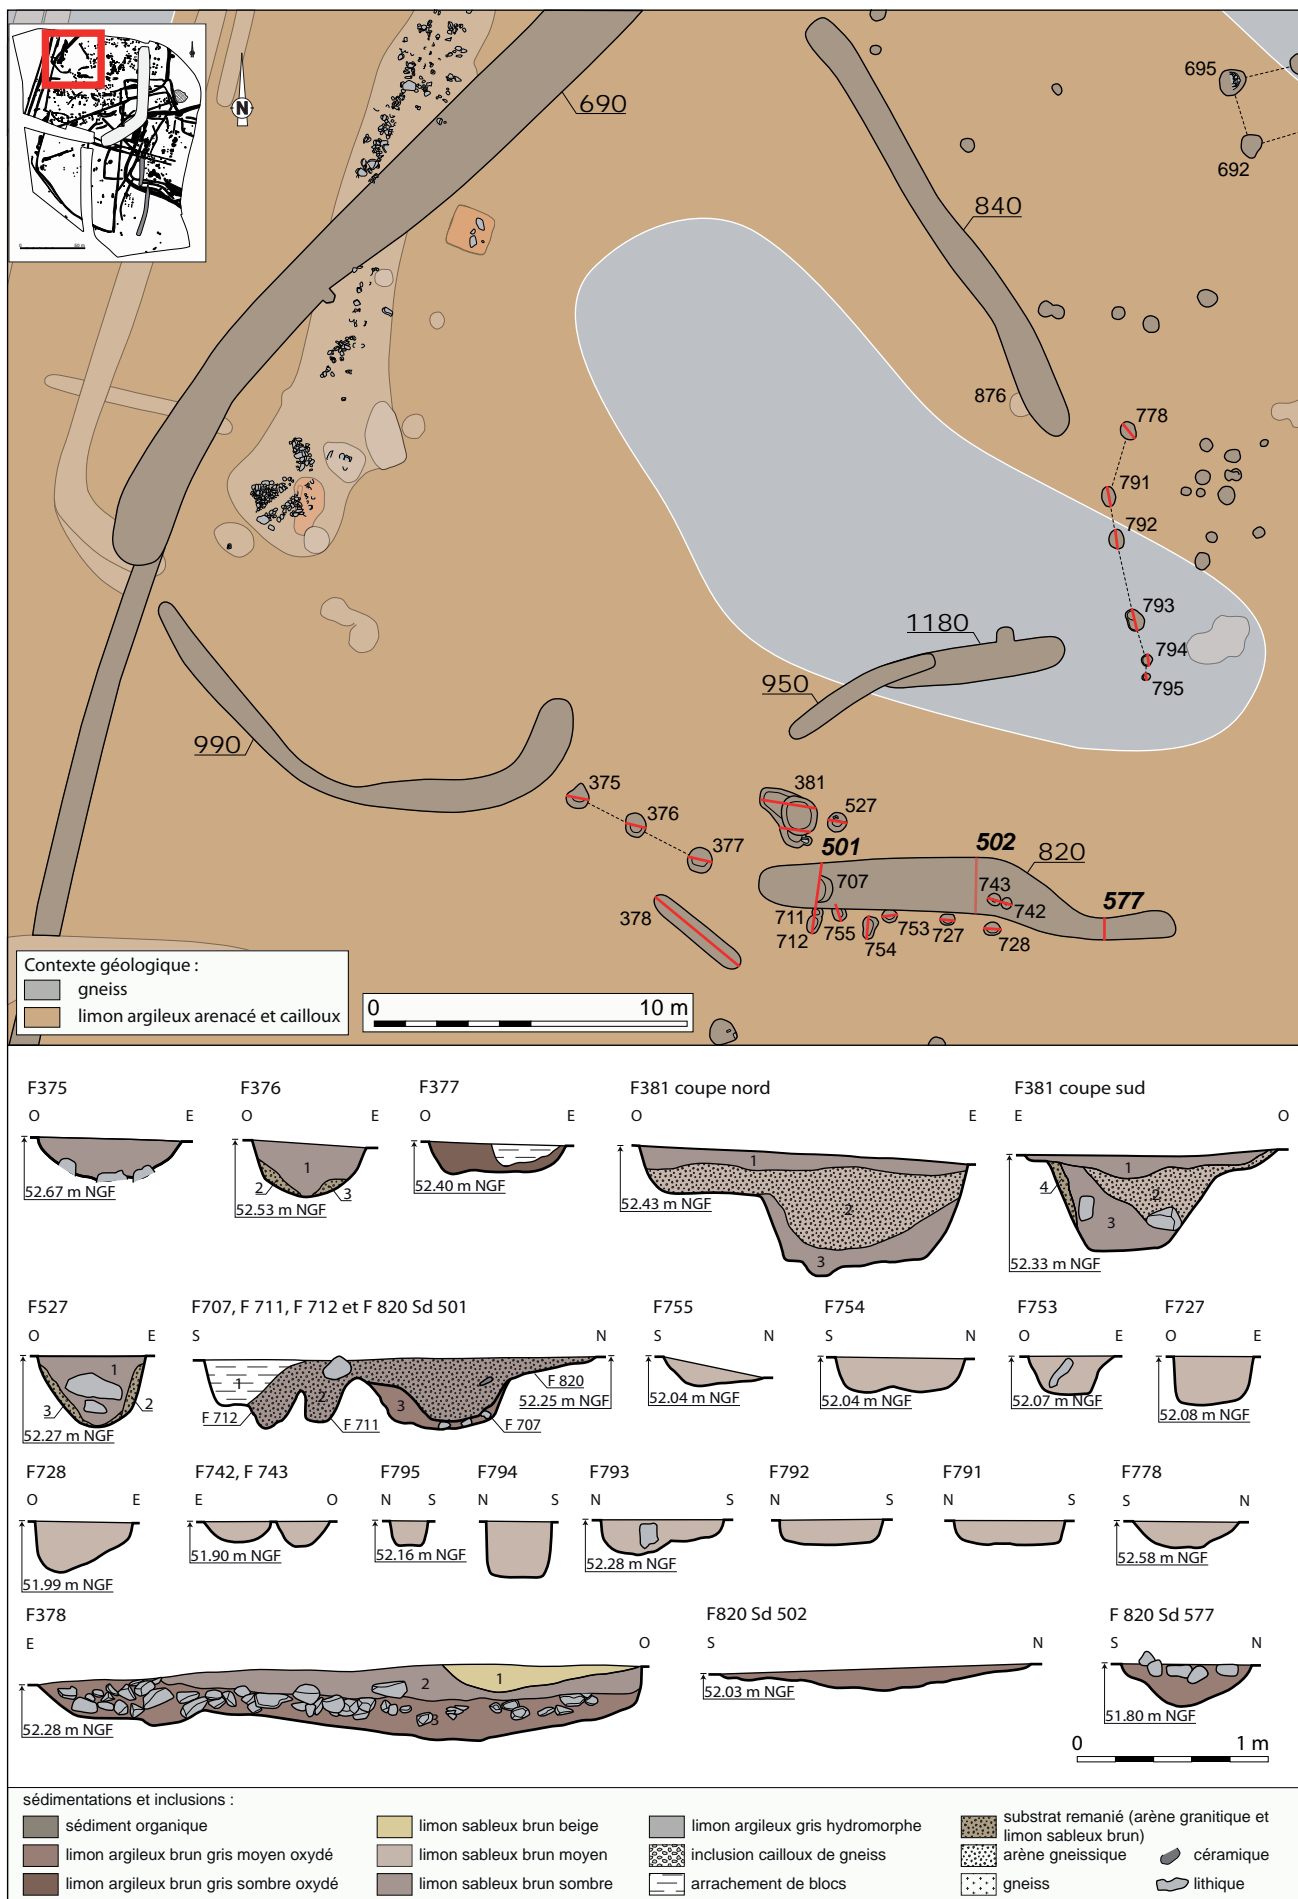 N
690
695
692
840
876
778
791
792
793
794
795
1180
950
990
375
376
377
378
381
527
501
502
820
707
743
742
577
711
712
755
754
753
727
728
Contexte géologique :
gneiss
limon argileux arenacé et cailloux
0 10 m
F375
O E
52.67 m NGF
F376
O E
1
2 3
52.53 m NGF
F377
O E
52.40 m NGF
F381 coupe nord
O E
1
2
3
52.43 m NGF
F381 coupe sud
E O
1
2
3
4
52.33 m NGF
F527
O E
1
3 2
52.27 m NGF
F707, F 711, F 712 et F 820 Sd 501
S N
1
2
3
F 820
52.25 m NGF
F 712
F 711
F 707
F755
S N
52.04 m NGF
F754
S N
52.04 m NGF
F753
O E
52.07 m NGF
F727
O E
52.08 m NGF
F728
O E
51.99 m NGF
F742, F 743
E O
51.90 m NGF
F795
N S
52.16 m NGF
F794
N S
F793
N S
52.28 m NGF
F792
N S
F791
N S
F778
S N
52.58 m NGF
F378
E O
1
2
3
52.28 m NGF
F820 Sd 502
S N
52.03 m NGF
F 820 Sd 577
S N
51.80 m NGF
0 1 m
sédimentations et inclusions :
sédiment organique
limon argileux brun gris moyen oxydé
limon argileux brun gris sombre oxydé
limon sableux brun beige
limon sableux brun moyen
limon sableux brun sombre
limon argileux gris hydromorphe
inclusion cailloux de gneiss
arrachement de blocs
substrat remanié (arène granitique et
limon sableux brun)
arène gneissique
gneiss
céramique
lithique